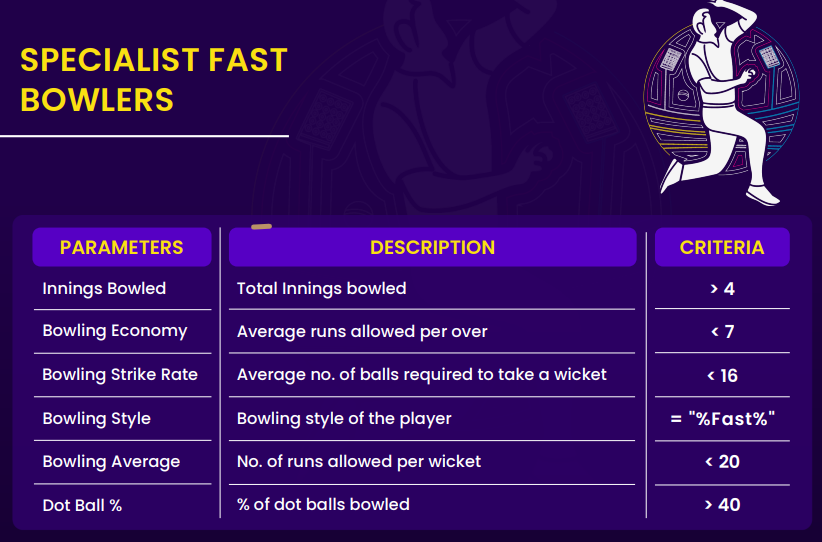 SPECIALIST FAST
BOWLERS
PARAMETERS DESCRIPTION CRITERIA
Innings Bowled Total Innings bowled > 4
Bowling Economy Average runs allowed per over < 7
Bowling Strike Rate Average no. of balls required to take a wicket < 16
Bowling Style Bowling style of the player = "%Fast%"
Bowling Average No. of runs allowed per wicket < 20
Dot Ball % % of dot balls bowled > 40